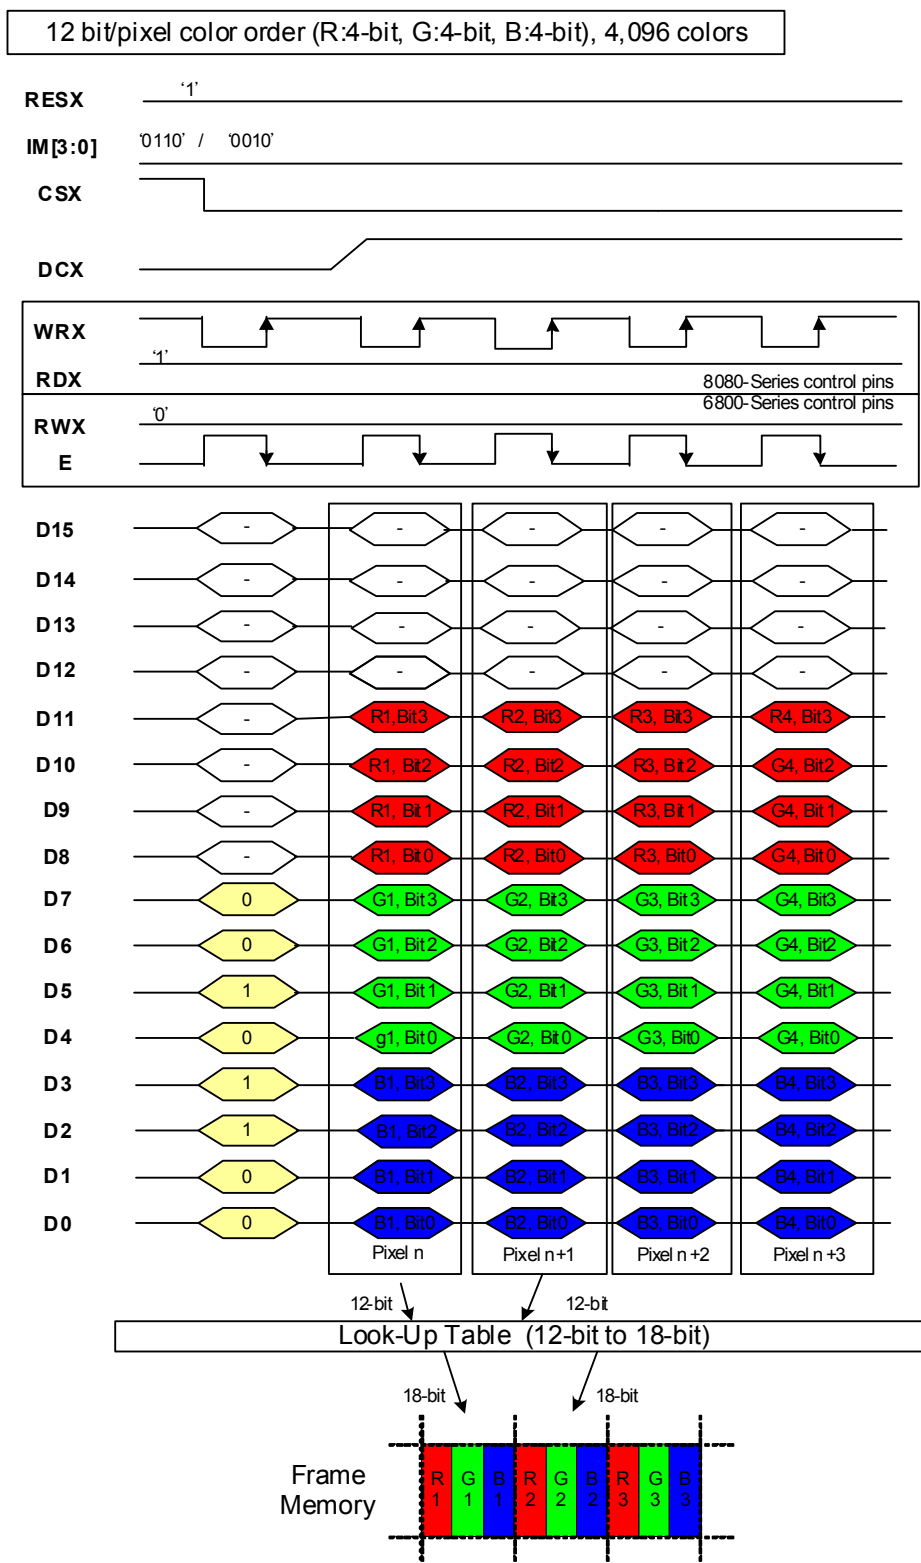 12 bit/pixel color order (R:4-bit, G:4-bit, B:4-bit), 4,096 colors
RESX '1'
IM[3:0] '0110' / '0010'
CSX
DCX
WRX
RDX '1'
8080-Series control pins
6800-Series control pins
RWX '0'
E
D15 - - - - -
D14 - - - - -
D13 - - - - -
D12 - - - - -
D11 - R1,Bit3 R2, Bit3 R3, Bit3 R4, Bit3
D10 - R1, Bit2 R2, Bit2 R3, Bit2 G4, Bit2
D9 - R1, Bit1 R2, Bit1 R3, Bit1 G4, Bit1
D8 - R1, Bit0 R2, Bit0 R3, Bit0 G4, Bit0
D7 0 G1, Bit3 G2, Bit3 G3, Bit3 G4, Bit3
D6 0 G1, Bit2 G2, Bit2 G3, Bit2 G4, Bit2
D5 1 G1, Bit1 G2, Bit1 G3, Bit1 G4, Bit1
D4 0 g1, Bit0 G2, Bit0 G3, Bit0 G4, Bit0
D3 1 B1, Bit3 B2, Bit3 B3, Bit3 B4, Bit3
D2 1 B1, Bit2 B2, Bit2 B3, Bit2 B4, Bit2
D1 0 B1, Bit1 B2, Bit1 B3, Bit1 B4, Bit1
D0 0 B1, Bit0 B2, Bit0 B3, Bit0 B4, Bit0
Pixel n Pixel n+1 Pixel n+2 Pixel n+3
12-bit 12-bit
Look-Up Table (12-bit to 18-bit)
18-bit 18-bit
Frame
Memory
R G B R G B R G B
1 1 1 2 2 2 3 3 3